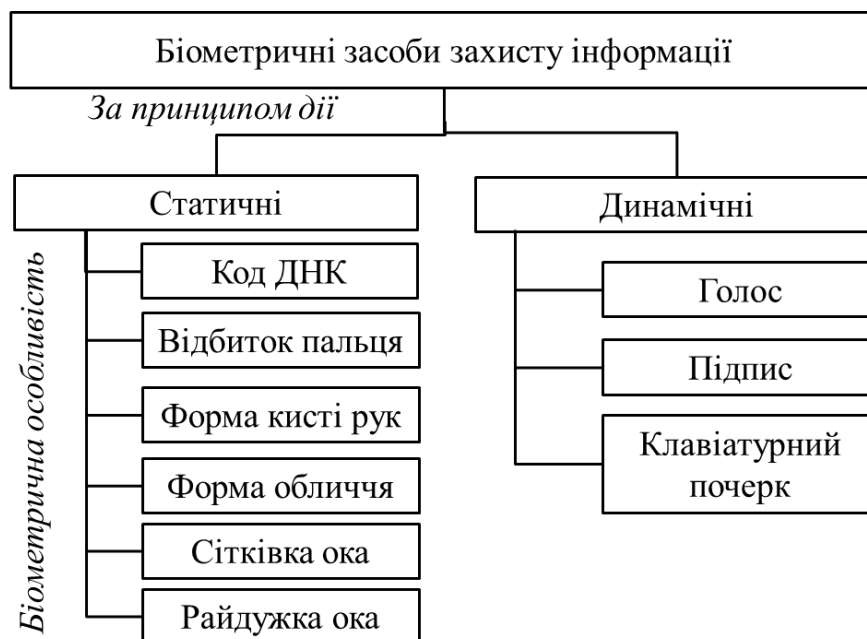 Біометричні засоби захисту інформації
За принципом дії
Статичні
Біометрична особливість
Код ДНК
Відбиток пальця
Форма кисті рук
Форма обличчя
Сітківка ока
Райдужка ока
Динамічні
Голос
Підпис
Клавіатурний
почерк